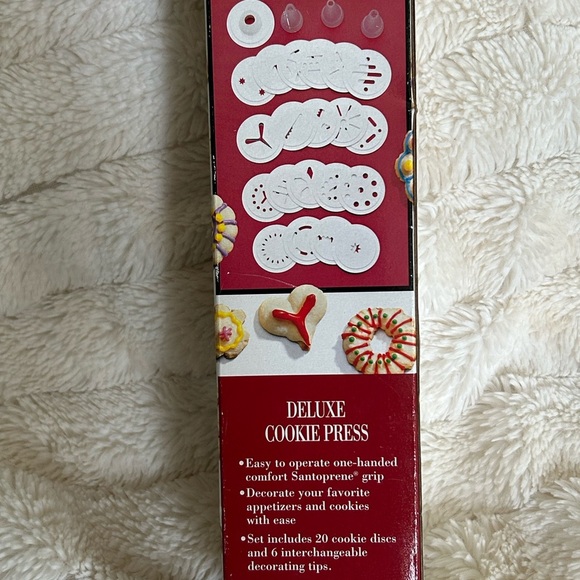 DELUXE
COOKIE PRESS
•Easy to operate one-handed
comfort Santoprene® grip
•Decorate your favorite
appetizers and cookies
with ease
•Set includes 20 cookie discs
and 6 interchangeable
decorating tips.